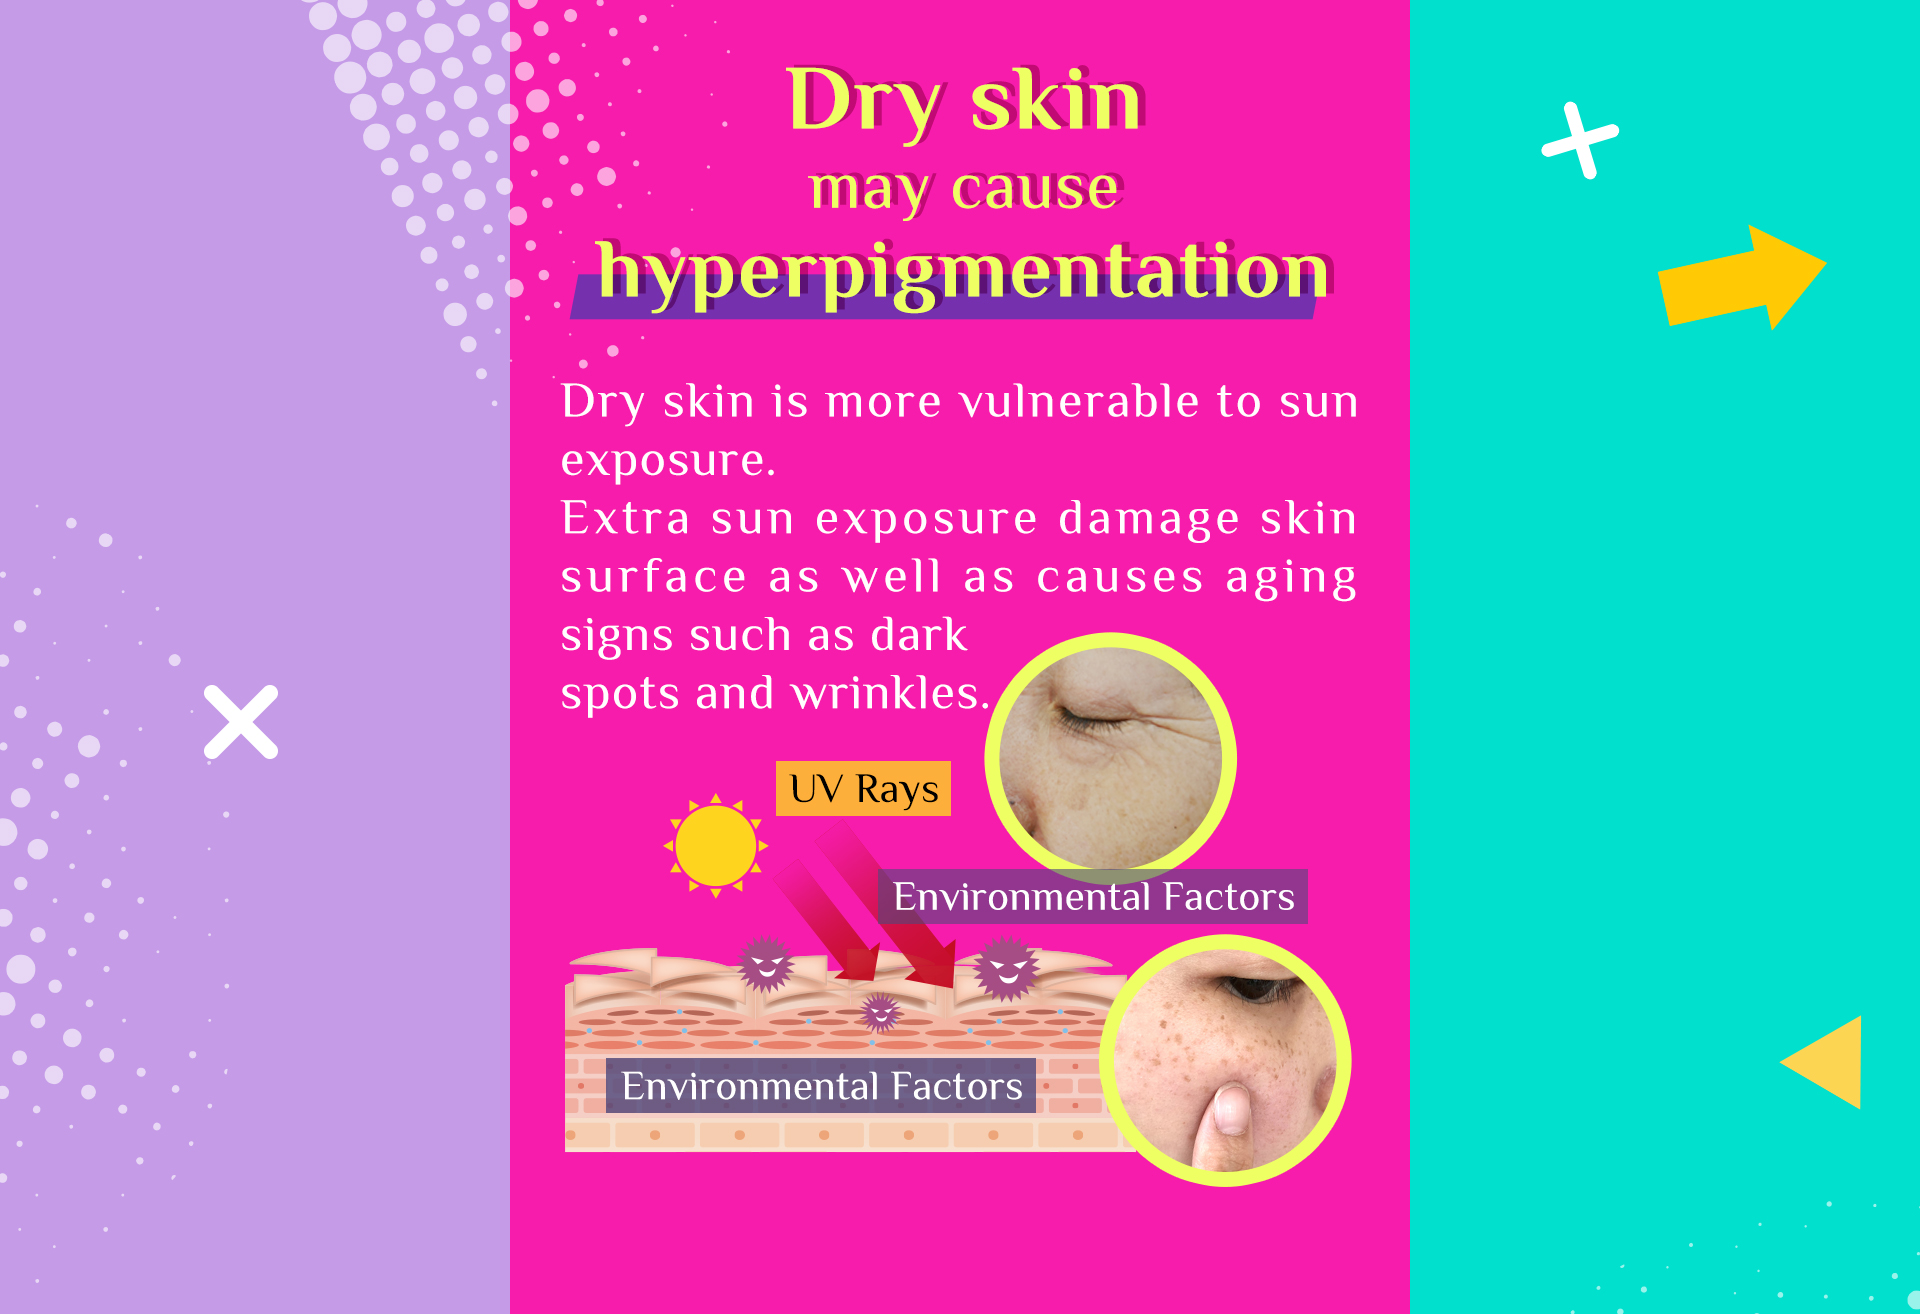 Dry skin
may cause
hyperpigmentation
Dry skin is more vulnerable to sun
exposure.
Extra sun exposure damage skin
surface as well as causes aging
signs such as dark
spots and wrinkles.
UV Rays
Environmental Factors
Environmental Factors